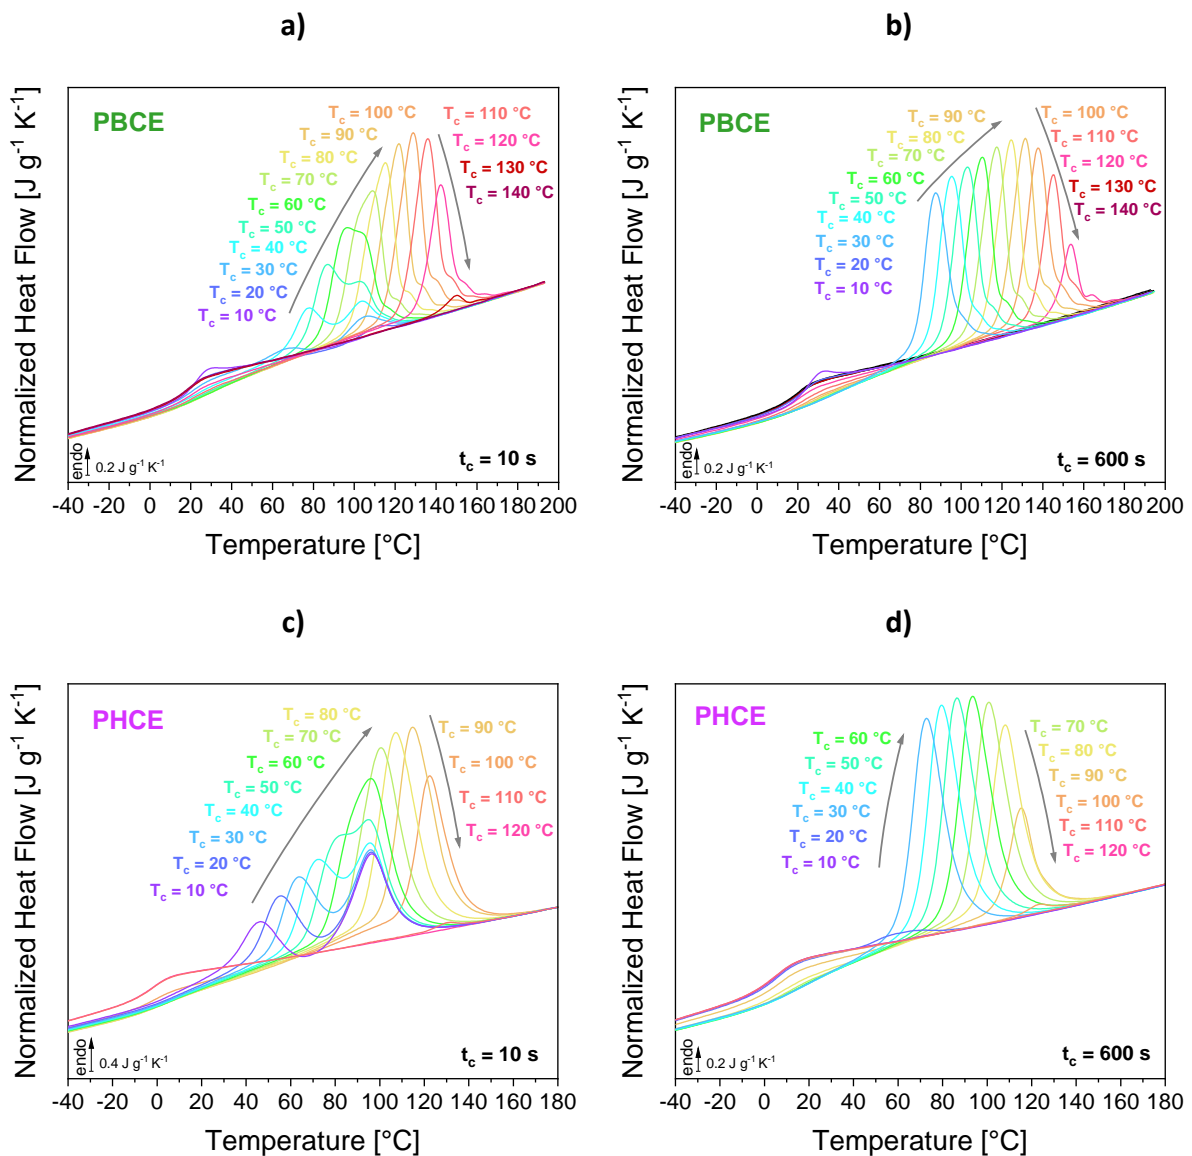 a)
PBCE
T_c = 100 °C
T_c = 90 °C
T_c = 80 °C
T_c = 70 °C
T_c = 60 °C
T_c = 50 °C
T_c = 40 °C
T_c = 30 °C
T_c = 20 °C
T_c = 10 °C
T_c = 110 °C
T_c = 120 °C
T_c = 130 °C
T_c = 140 °C
Normalized Heat Flow [J g⁻¹ K⁻¹]
endo
0.2 J g⁻¹ K⁻¹
t_c = 10 s
-40 -20 0 20 40 60 80 100 120 140 160 180 200
Temperature [°C]
b)
PBCE
T_c = 90 °C
T_c = 80 °C
T_c = 70 °C
T_c = 60 °C
T_c = 50 °C
T_c = 40 °C
T_c = 30 °C
T_c = 20 °C
T_c = 10 °C
T_c = 100 °C
T_c = 110 °C
T_c = 120 °C
T_c = 130 °C
T_c = 140 °C
Normalized Heat Flow [J g⁻¹ K⁻¹]
endo
0.2 J g⁻¹ K⁻¹
t_c = 600 s
-40 -20 0 20 40 60 80 100 120 140 160 180 200
Temperature [°C]
c)
PHCE
T_c = 80 °C
T_c = 70 °C
T_c = 60 °C
T_c = 50 °C
T_c = 40 °C
T_c = 30 °C
T_c = 20 °C
T_c = 10 °C
T_c = 90 °C
T_c = 100 °C
T_c = 110 °C
T_c = 120 °C
Normalized Heat Flow [J g⁻¹ K⁻¹]
endo
0.4 J g⁻¹ K⁻¹
t_c = 10 s
-40 -20 0 20 40 60 80 100 120 140 160 180
Temperature [°C]
d)
PHCE
T_c = 60 °C
T_c = 50 °C
T_c = 40 °C
T_c = 30 °C
T_c = 20 °C
T_c = 10 °C
T_c = 70 °C
T_c = 80 °C
T_c = 90 °C
T_c = 100 °C
T_c = 110 °C
T_c = 120 °C
Normalized Heat Flow [J g⁻¹ K⁻¹]
endo
0.2 J g⁻¹ K⁻¹
t_c = 600 s
-40 -20 0 20 40 60 80 100 120 140 160 180
Temperature [°C]